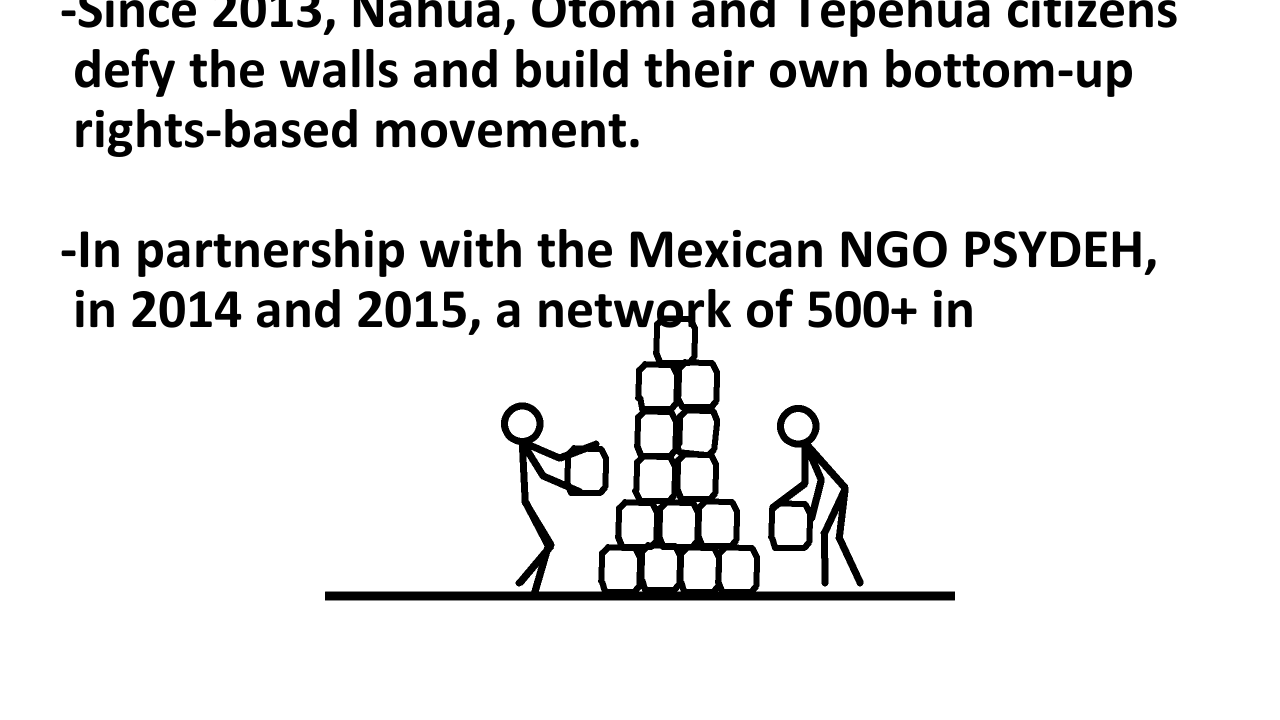 -Since 2013, Nahua, Otomi and Tepehua citizens
defy the walls and build their own bottom-up
rights-based movement.
-In partnership with the Mexican NGO PSYDEH,
in 2014 and 2015, a network of 500+ in